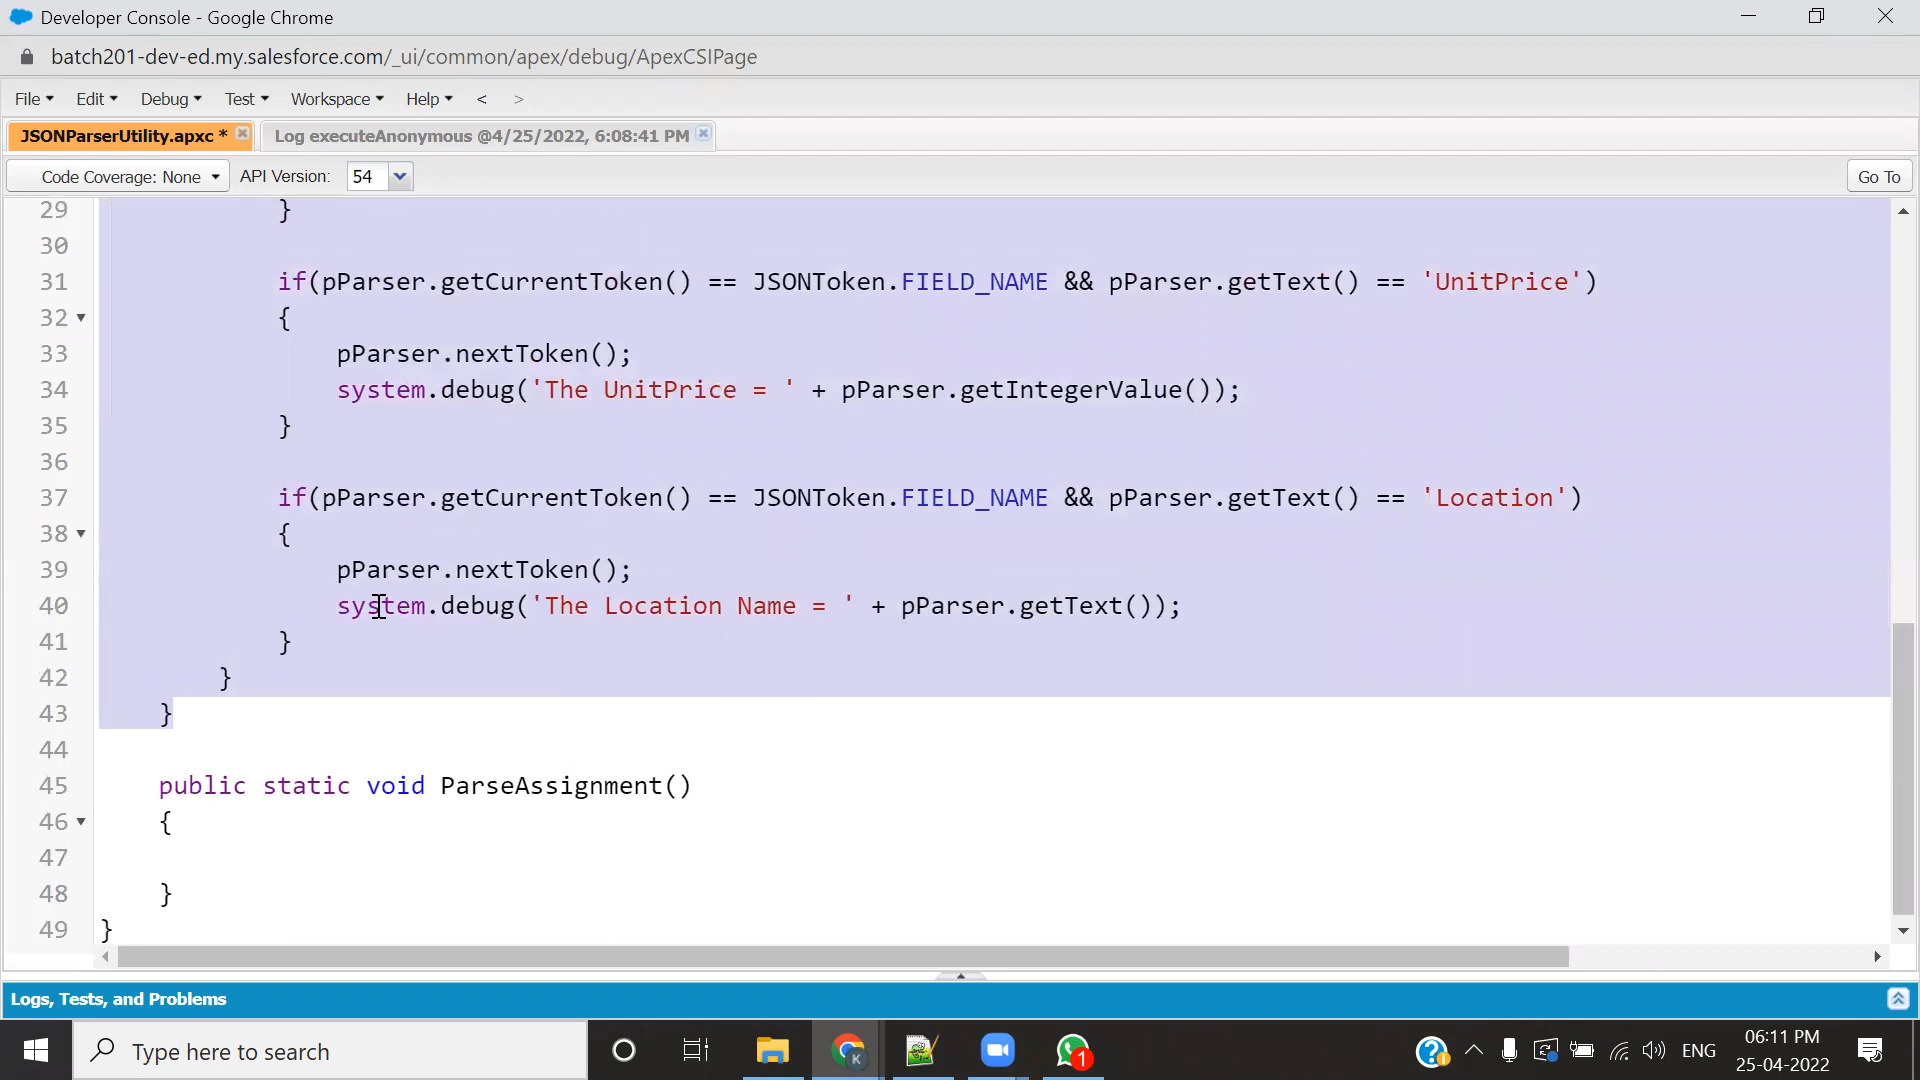 Developer Console - Google Chrome
batch201-dev-ed.my.salesforce.com/_ui/common/apex/debug/ApexCSIPage
File Edit Debug Test Workspace Help < >
JSONParserUtility.apxc * Log executeAnonymous @4/25/2022, 6:08:41 PM
Code Coverage: None API Version: 54 Go To
29 }
30
31 if(pParser.getCurrentToken() == JSONToken.FIELD_NAME && pParser.getText() == 'UnitPrice')
32 {
33 pParser.nextToken();
34 system.debug('The UnitPrice = ' + pParser.getIntegerValue());
35 }
36
37 if(pParser.getCurrentToken() == JSONToken.FIELD_NAME && pParser.getText() == 'Location')
38 {
39 pParser.nextToken();
40 system.debug('The Location Name = ' + pParser.getText());
41 }
42 }
43 }
44
45 public static void ParseAssignment()
46 {
47
48 }
49 }
Logs, Tests, and Problems
Type here to search
K
1
ENG
06:11 PM
25-04-2022